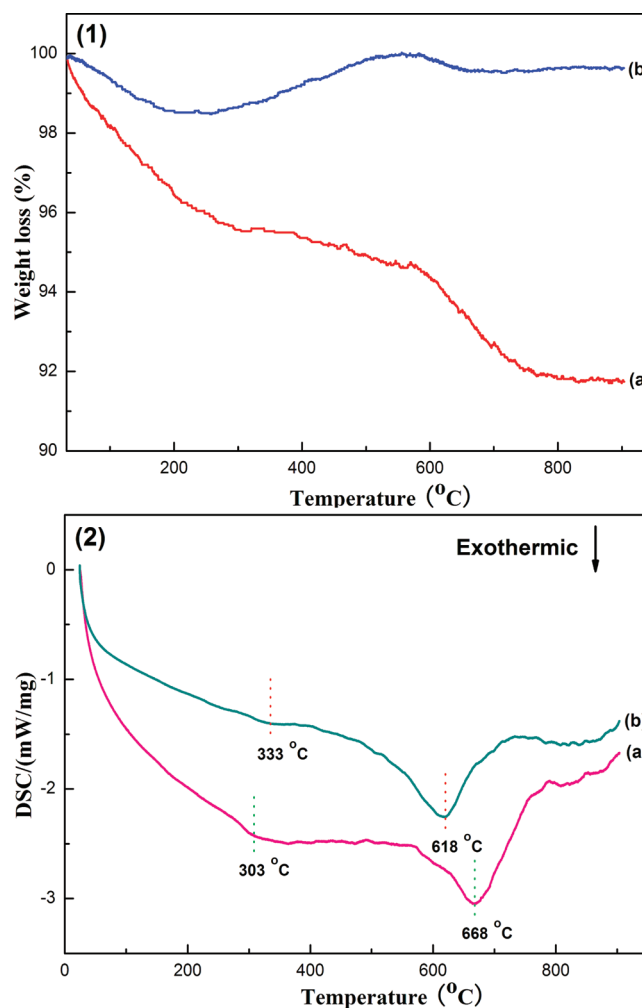 (1)
100
98
96
94
92
90
Weight loss (%)
(b
(a
200 400 600 800
Temperature (°C)
(2)
Exothermic
0
-1
-2
-3
DSC/(mW/mg)
333 °C
303 °C
618 °C
668 °C
(b
(a
0 200 400 600 800
Temperature (°C)